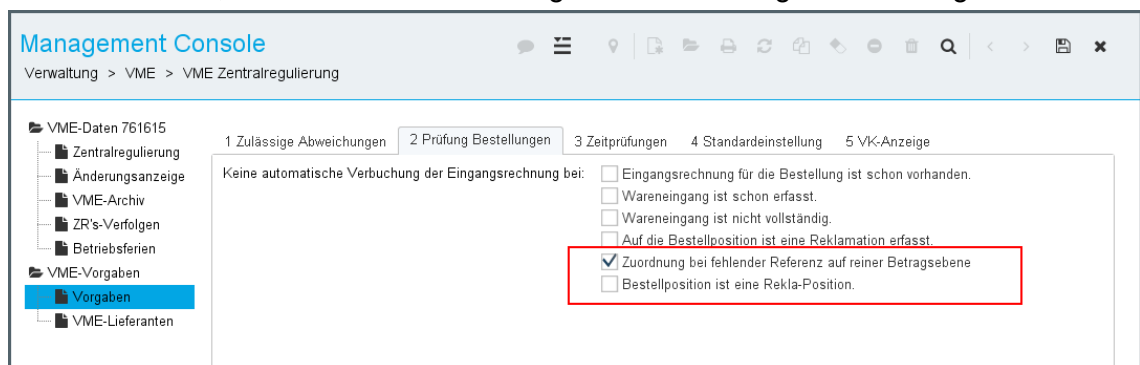 Management Console
Verwaltung > VME > VME Zentralregulierung
VME-Daten 761615
Zentralregulierung
Änderungsanzeige
VME-Archiv
ZR's-Verfolgen
Betriebsferien
VME-Vorgaben
Vorgaben
VME-Lieferanten
1 Zulässige Abweichungen 2 Prüfung Bestellungen 3 Zeitprüfungen 4 Standardeinstellung 5 VK-Anzeige
Keine automatische Verbuchung der Eingangsrechnung bei: Eingangsrechnung für die Bestellung ist schon vorhanden.
Wareneingang ist schon erfasst.
Wareneingang ist nicht vollständig.
Auf die Bestellposition ist eine Reklamation erfasst.
Zuordnung bei fehlender Referenz auf reiner Betragsebene
Bestellposition ist eine Rekla-Position.